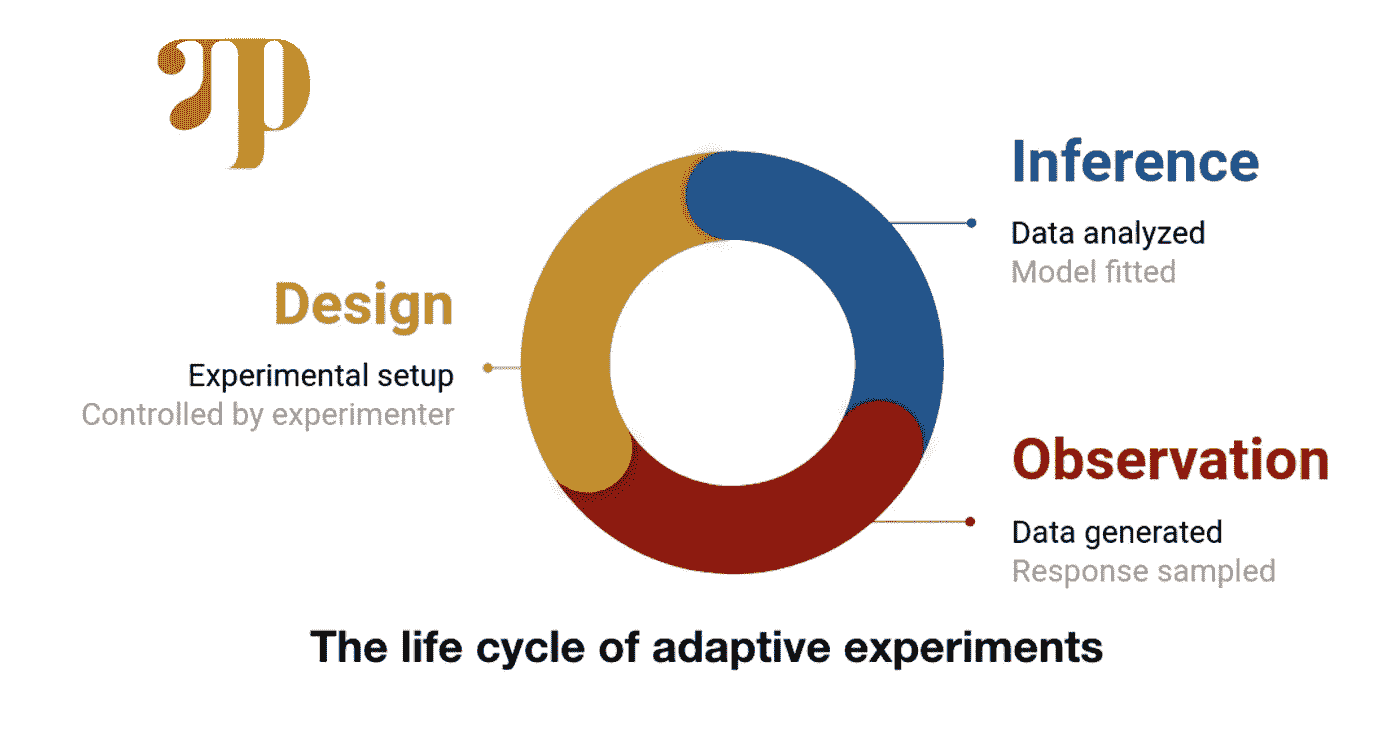 Inference
Data analyzed
Model fitted
Design
Experimental setup
Controlled by experimenter
Observation
Data generated
Response sampled
The life cycle of adaptive experiments